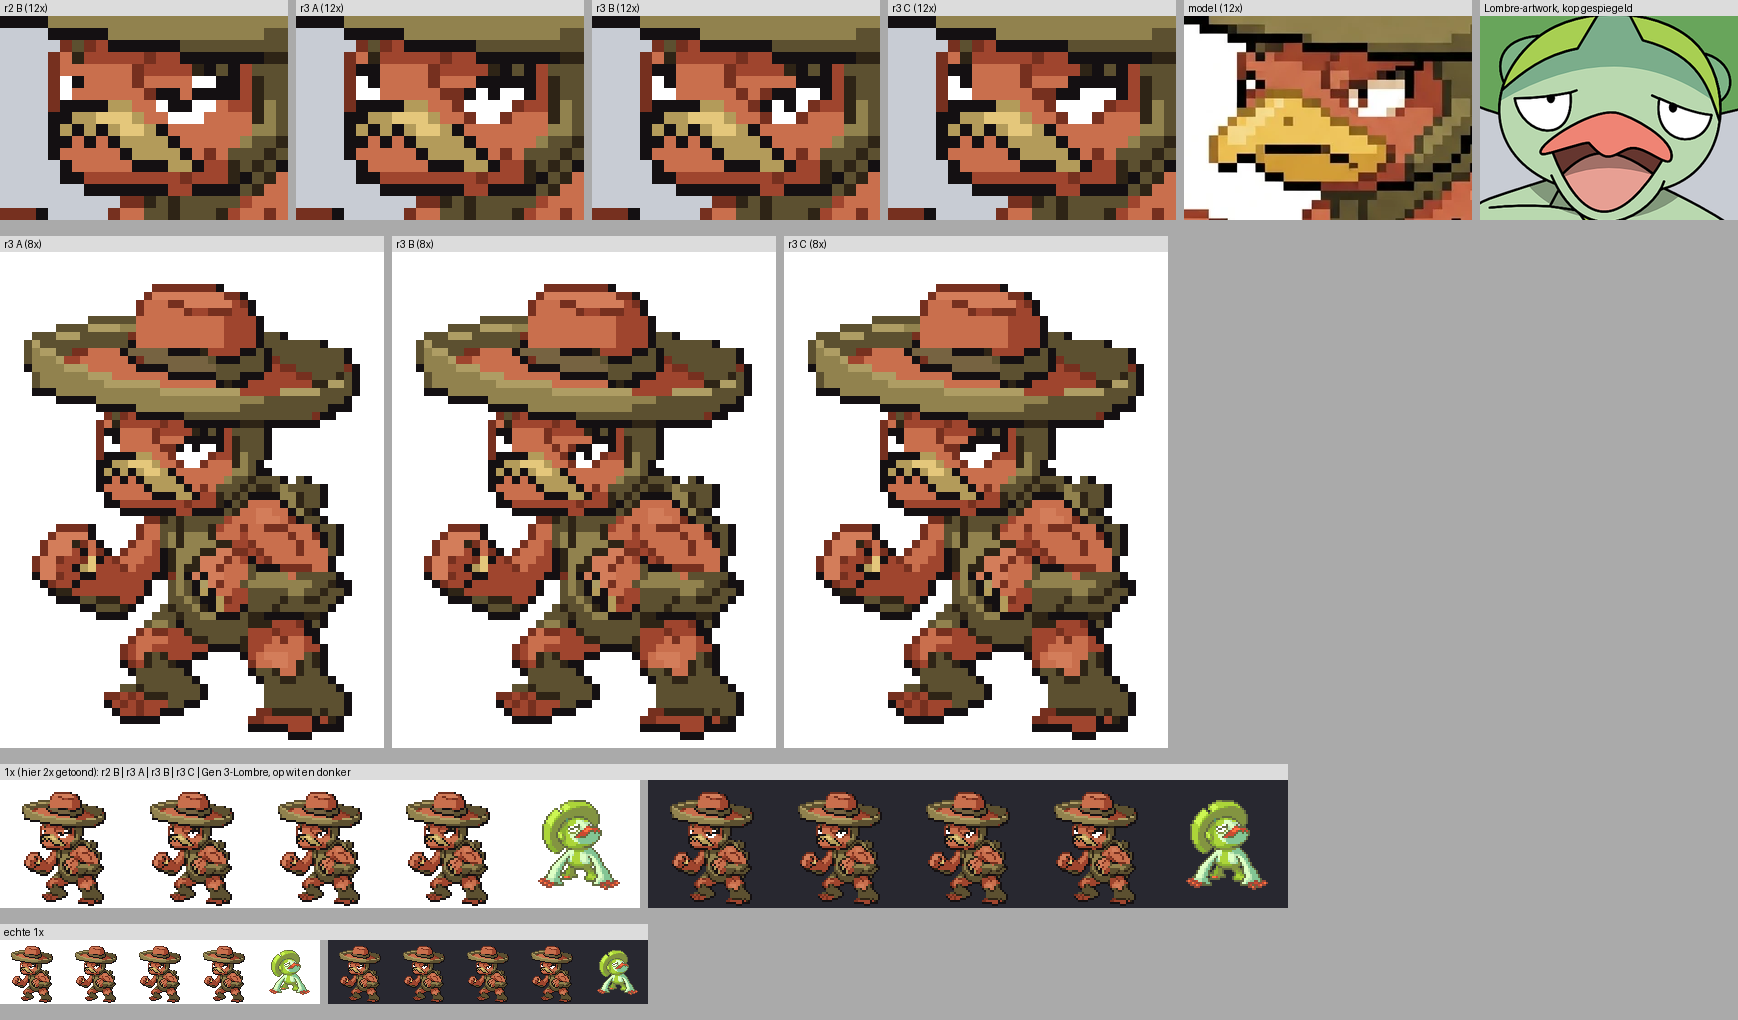 r2 B (12x)
r3 A (12x)
r3 B (12x)
r3 C (12x)
model (12x)
Lombre-artwork, kop gespiegeld
r3 A (8x)
r3 B (8x)
r3 C (8x)
1x (hier 2x getoond): r2 B | r3 A | r3 B | r3 C | Gen 3-Lombre, op wit en donker
echte 1x